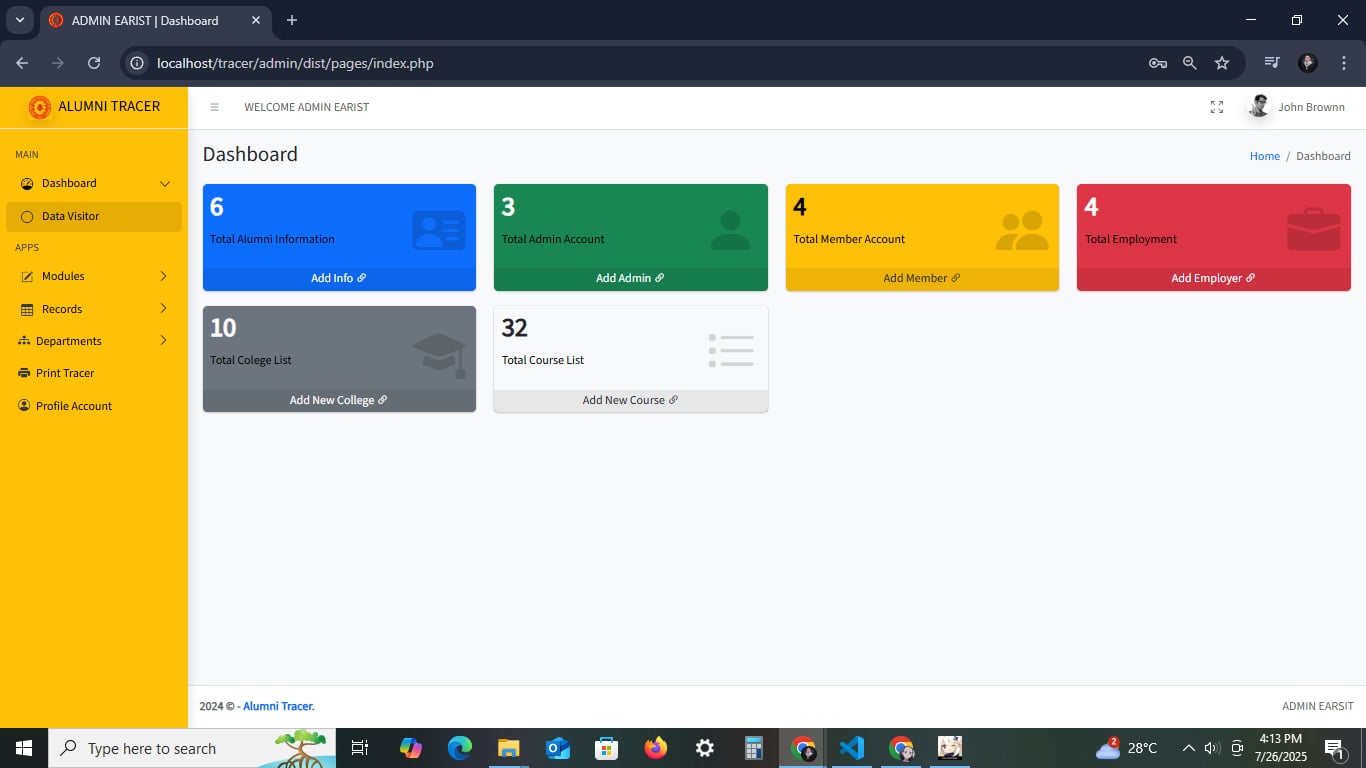 ADMIN EARIST | Dashboard
localhost/tracer/admin/dist/pages/index.php
ALUMNI TRACER
WELCOME ADMIN EARIST
John Brownn
MAIN
Dashboard
Data Visitor
APPS
Modules
Records
Departments
Print Tracer
Profile Account
Dashboard
Home / Dashboard
6
Total Alumni Information
Add Info
3
Total Admin Account
Add Admin
4
Total Member Account
Add Member
4
Total Employment
Add Employer
10
Total Colege List
Add New College
32
Total Course List
Add New Course
2024 © - Alumni Tracer.
ADMIN EARSIT
Type here to search
2
28°C
4:13 PM
7/26/2025
1